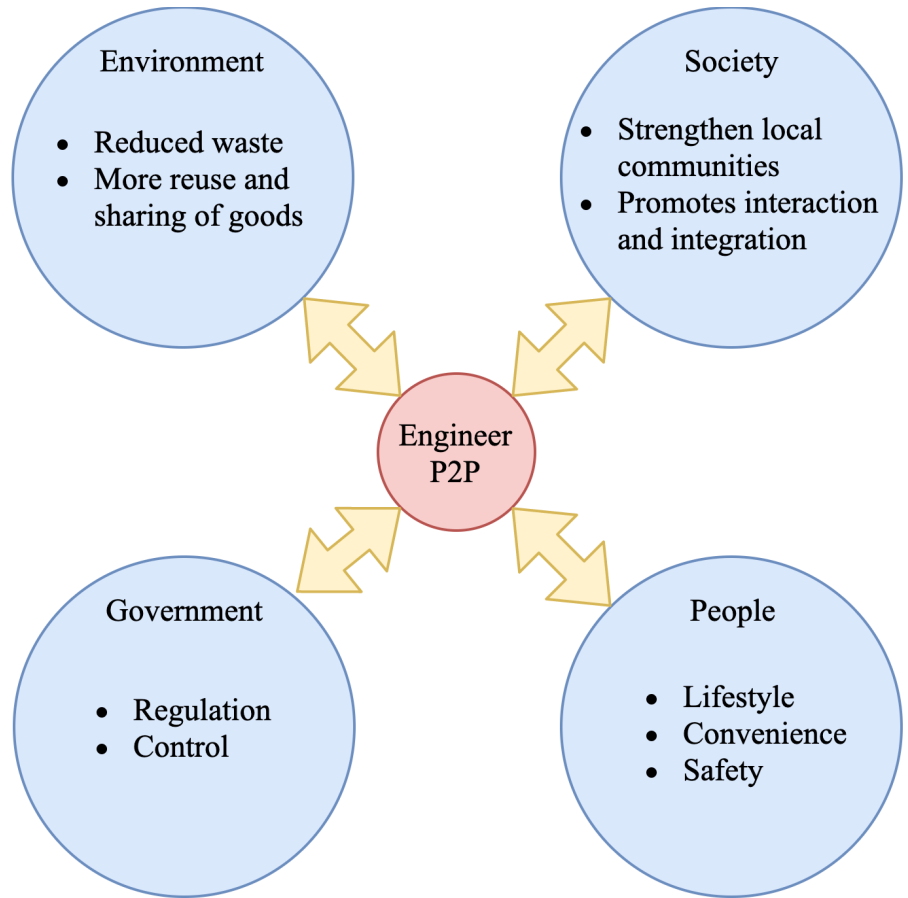 Environment
• Reduced waste
• More reuse and
sharing of goods
Society
• Strengthen local
communities
• Promotes interaction
and integration
Engineer
P2P
Government
• Regulation
• Control
People
• Lifestyle
• Convenience
• Safety